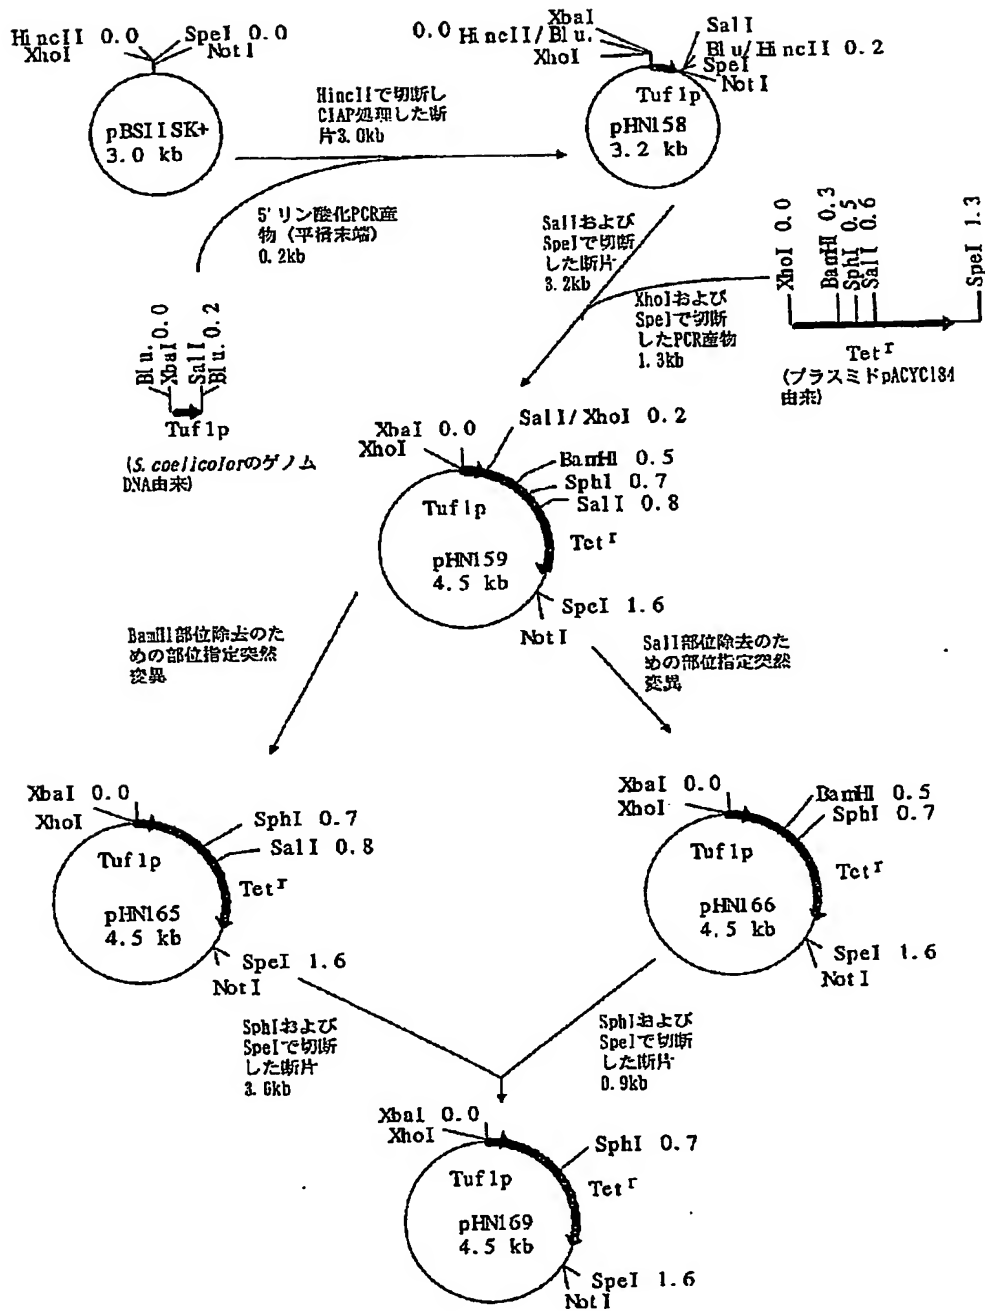 HincII 0.0
XhoI
SpeI 0.0
NotI
pBSIISK+
3.0 kb
HincIIで切断し
CIAP処理した断
片3.0kb
5' リン酸化PCR産
物（平滑末端）
0.2kb
XbaI
0.0 HincII/Blu.
XhoI
SalI
Blu/HincII 0.2
SpeI
NotI
Tuf1p
pHN158
3.2 kb
Blu.
XbaI 0.0
SalI
Blu. 0.2
Tuf1p
(S. coelicolorのゲノム
DNA由来)
SalIおよび
SpeIで切断
した断片
3.2kb
XhoIおよび
SpeIで切断
したPCR産物
1.3kb
XhoI 0.0
BamHI 0.3
SphI 0.5
SalI 0.6
SpeI 1.3
Tet r
(プラスミドpACYC184
由来)
XbaI 0.0
XhoI
SalI/XhoI 0.2
BamHI 0.5
SphI 0.7
SalI 0.8
Tuf1p
Tet r
pHN159
4.5 kb
SpeI 1.6
NotI
BamHI部位除去のた
めの部位指定突然
変異
SalI部位除去のた
めの部位指定突然
変異
XbaI 0.0
XhoI
SphI 0.7
SalI 0.8
Tuf1p
Tet r
pHN165
4.5 kb
SpeI 1.6
NotI
XbaI 0.0
XhoI
BamHI 0.5
SphI 0.7
Tuf1p
Tet r
pHN166
4.5 kb
SpeI 1.6
NotI
SphIおよび
SpeIで切断
した断片
3.6kb
SphIおよび
SpeIで切断
した断片
0.9kb
XbaI 0.0
XhoI
SphI 0.7
Tuf1p
Tet r
pHN169
4.5 kb
SpeI 1.6
NotI